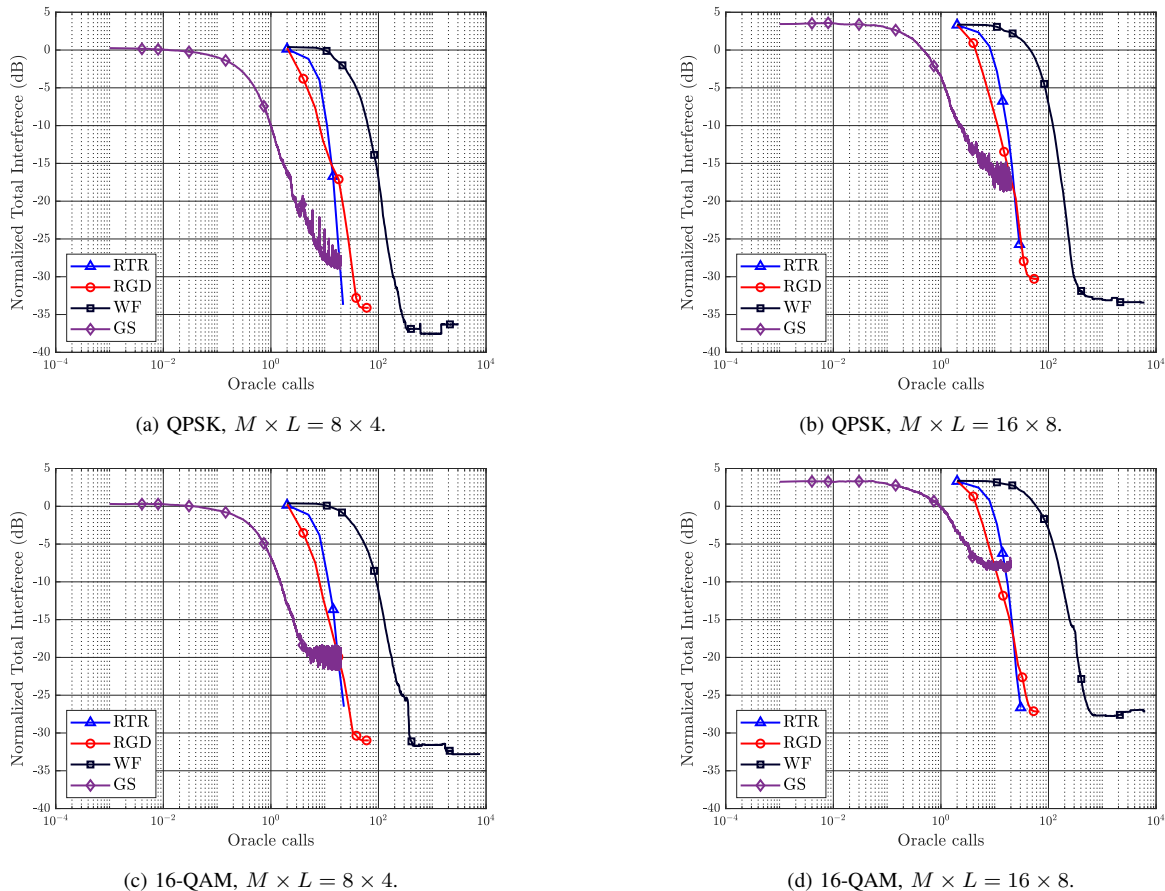 5
0
-5
-10
-15
-20
-25
-30
-35
-40
Normalized Total Interferece (dB)
RTR
RGD
WF
GS
10^-4 10^-2 10^0 10^2 10^4
Oracle calls
(a) QPSK, M × L = 8 × 4.
5
0
-5
-10
-15
-20
-25
-30
-35
-40
Normalized Total Interferece (dB)
RTR
RGD
WF
GS
10^-4 10^-2 10^0 10^2 10^4
Oracle calls
(b) QPSK, M × L = 16 × 8.
5
0
-5
-10
-15
-20
-25
-30
-35
-40
Normalized Total Interferece (dB)
RTR
RGD
WF
GS
10^-4 10^-2 10^0 10^2 10^4
Oracle calls
(c) 16-QAM, M × L = 8 × 4.
5
0
-5
-10
-15
-20
-25
-30
-35
-40
Normalized Total Interferece (dB)
RTR
RGD
WF
GS
10^-4 10^-2 10^0 10^2 10^4
Oracle calls
(d) 16-QAM, M × L = 16 × 8.